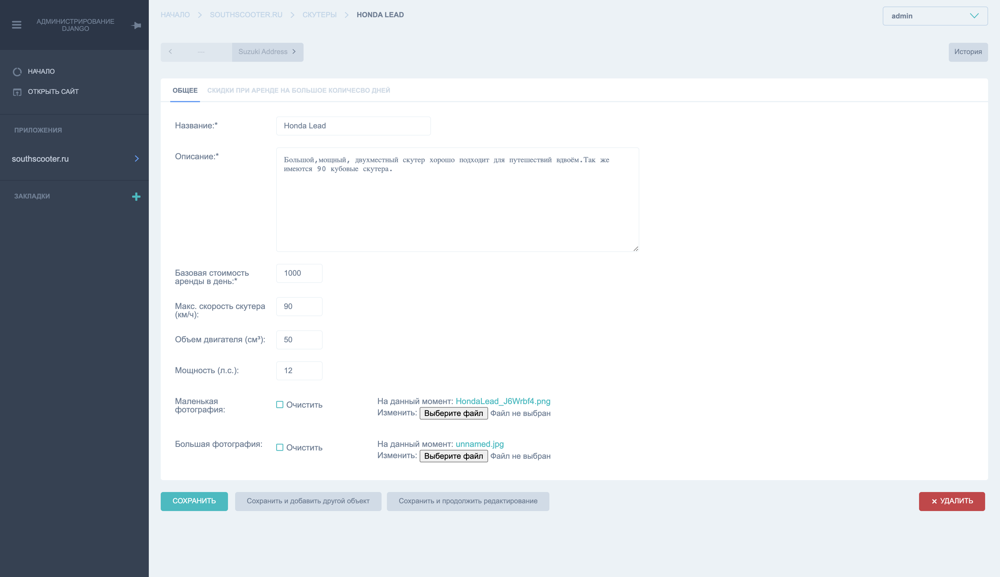 АДМИНИСТРИРОВАНИЕ
DJANGO
НАЧАЛО
ОТКРЫТЬ САЙТ
ПРИЛОЖЕНИЯ
southscooter.ru
ЗАКЛАДКИ
НАЧАЛО > SOUTHSCOOTER.RU > СКУТЕРЫ > HONDA LEAD
admin
--- Suzuki Address
История
ОБЩЕЕ СКИДКИ ПРИ АРЕНДЕ НА БОЛЬШОЕ КОЛИЧЕСВО ДНЕЙ
Название:* Honda Lead
Описание:*
Большой,мощный, двухместный скутер хорошо подходит для путешествий вдвоём.Так же
имеются 90 кубовые скутера.
Базовая стоимость
аренды в день:*
1000
Макс. скорость скутера
(км/ч):
90
Объем двигателя (см³): 50
Мощность (л.с.): 12
Маленькая
фотография:
Очистить
На данный момент: HondaLead_J6Wrbf4.png
Изменить: Выберите файл Файл не выбран
Большая фотография:
Очистить
На данный момент: unnamed.jpg
Изменить: Выберите файл Файл не выбран
СОХРАНИТЬ Сохранить и добавить другой объект Сохранить и продолжить редактирование УДАЛИТЬ